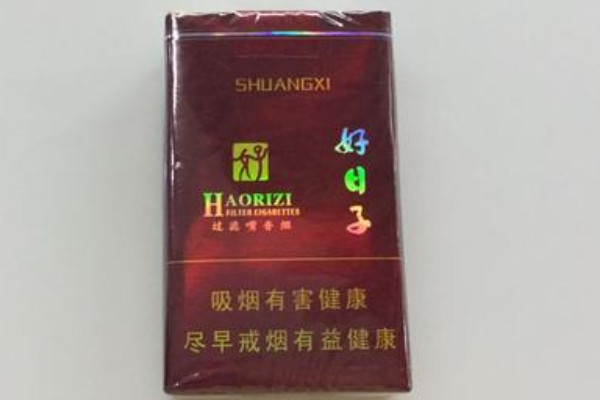 SHUANGXI
好日子
HAORIZI
FILTER CIGARETTES
过滤嘴香烟
吸烟有害健康
尽早戒烟有益健康